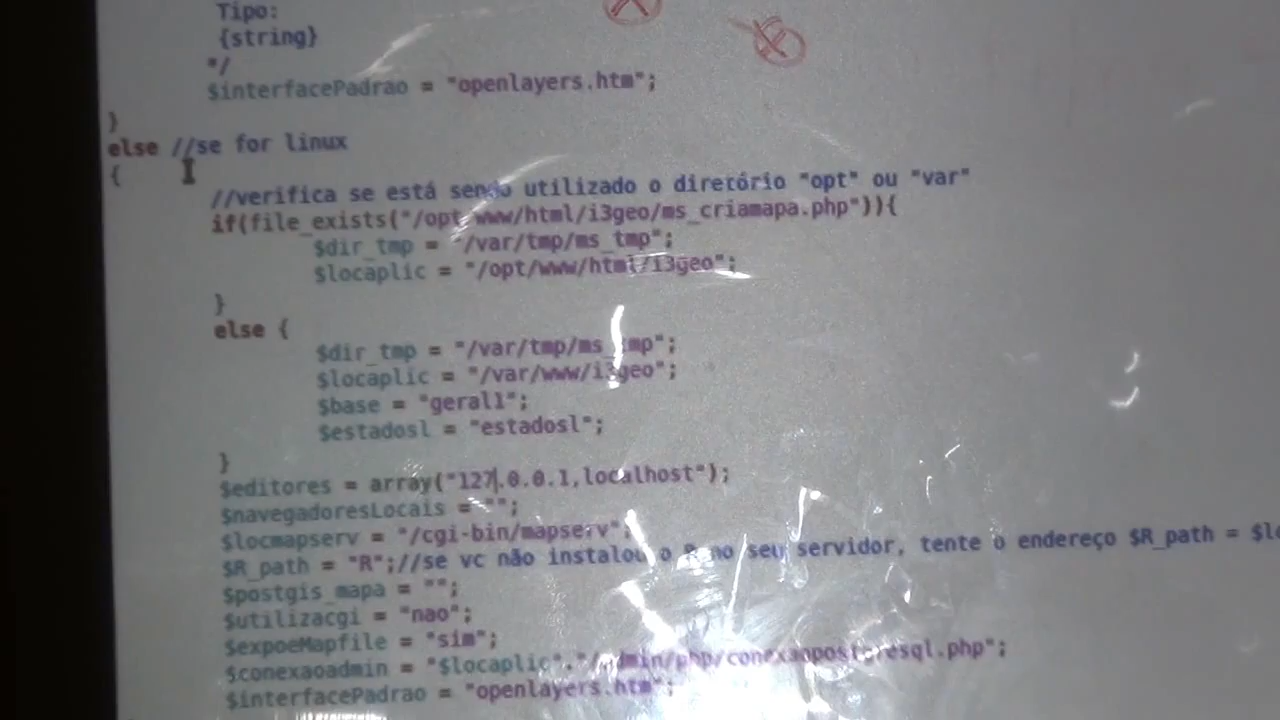 Tipo:
{string}
*/
$interfacePadrao = "openlayers.htm";
}
else //se for linux
{
//verifica se está sendo utilizado o diretório "opt" ou "var"
if(file_exists("/opt/www/html/i3geo/ms_criamapa.php")){
$dir_tmp = "/var/tmp/ms_tmp";
$locaplic = "/opt/www/html/i3geo";
}
else {
$dir_tmp = "/var/tmp/ms_tmp";
$locaplic = "/var/www/i3geo";
$base = "geral1";
$estadosl = "estadosl";
}
$editores = array("127.0.0.1,localhost");
$navegadoresLocais = "";
$locmapserv = "/cgi-bin/mapserv";
$R_path = "R";//se vc não instalou o R no seu servidor, tente o endereço $R_path = $lo
$postgis_mapa = "";
$utilizacgi = "nao";
$expoeMapfile = "sim";
$conexaoadmin = "$locaplic"."/admin/php/conexaopostgresql.php";
$interfacePadrao = "openlayers.htm";